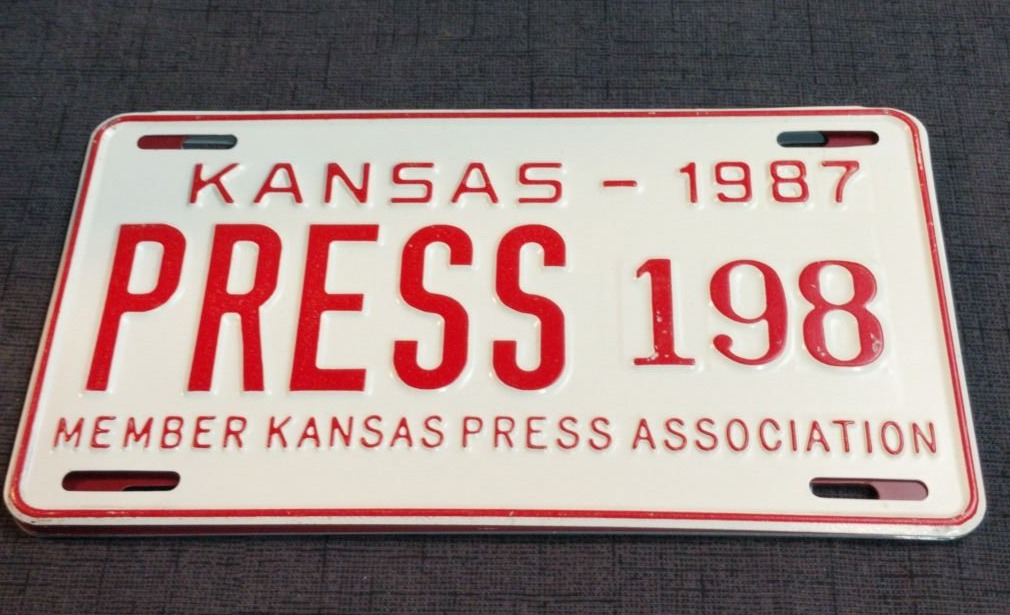 KANSAS - 1987
PRESS 198
MEMBER KANSAS PRESS ASSOCIATION